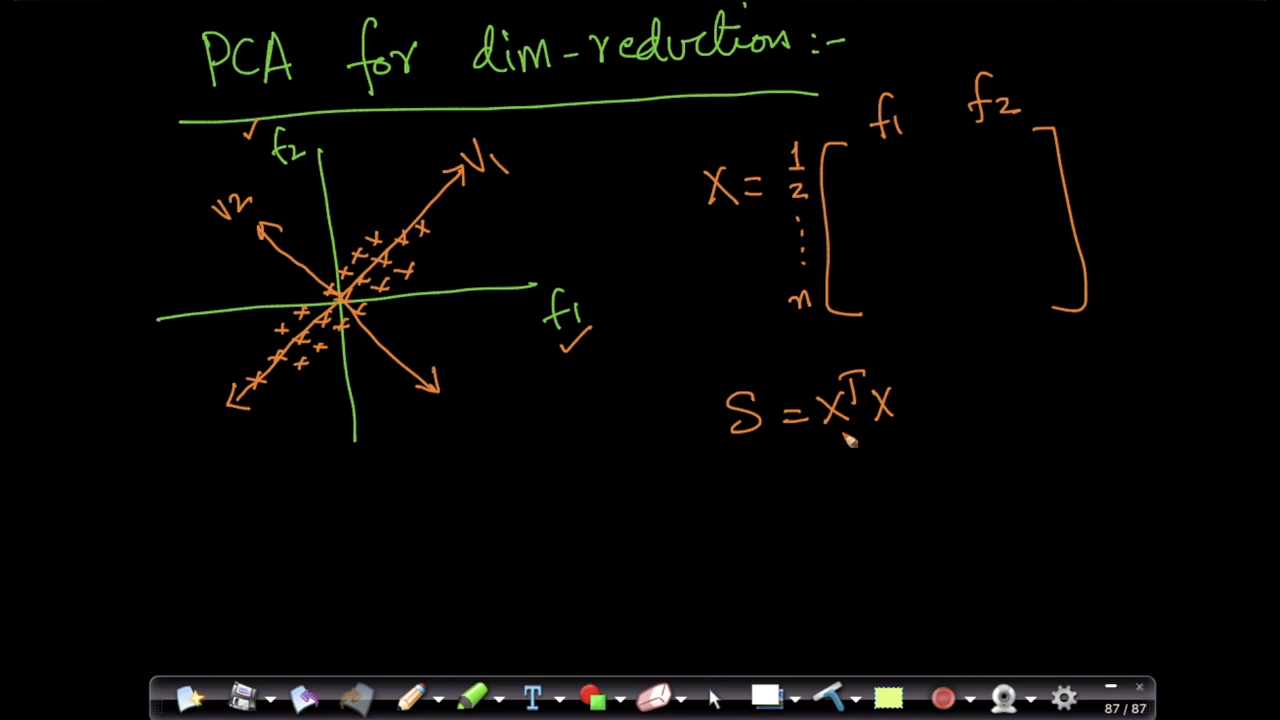 PCA for dim-reduction:-
f2
V1
V2
f1
f1 f2
X = 1
2
n
S = X^T X
T
87 / 87